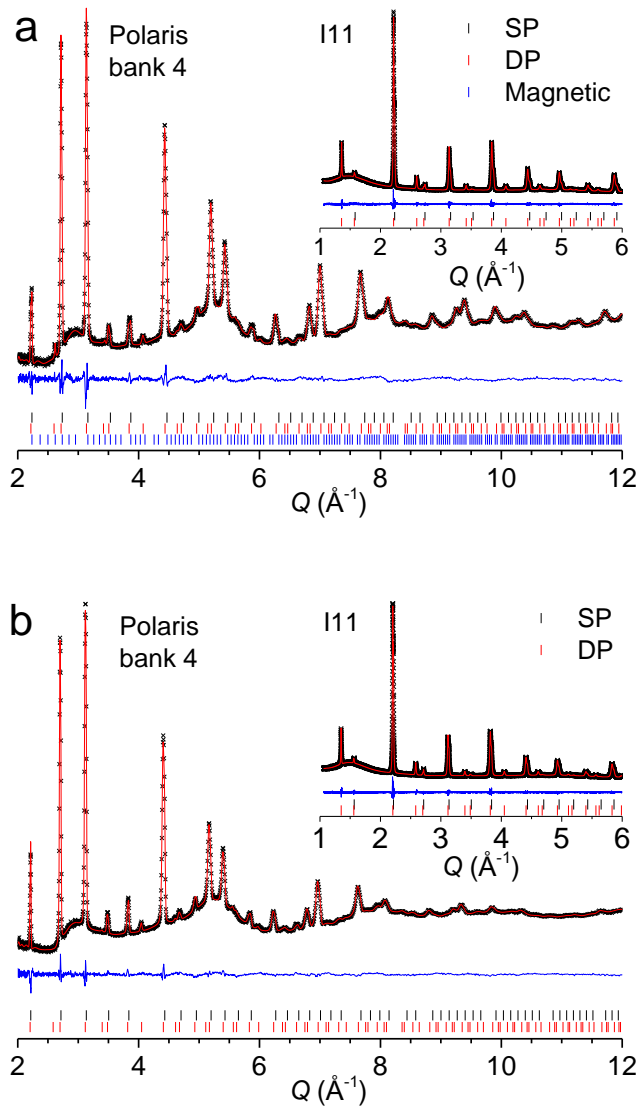 a
Polaris
bank 4
I11
SP
DP
Magnetic
1 2 3 4 5 6
Q (Å⁻¹)
2 4 6 8 10 12
Q (Å⁻¹)
b
Polaris
bank 4
I11
SP
DP
1 2 3 4 5 6
Q (Å⁻¹)
2 4 6 8 10 12
Q (Å⁻¹)